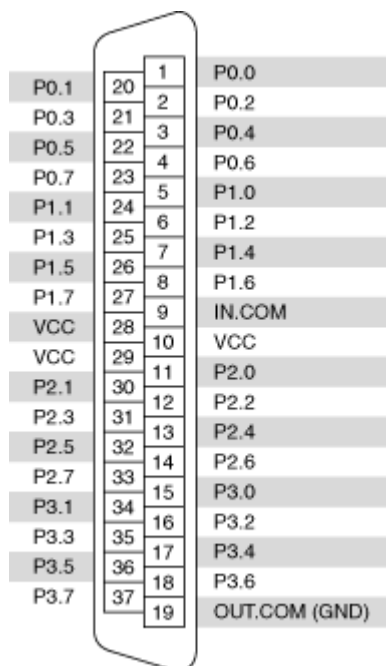 1 P0.0
P0.1 20
2 P0.2
P0.3 21
3 P0.4
P0.5 22
4 P0.6
P0.7 23
5 P1.0
P1.1 24
6 P1.2
P1.3 25
7 P1.4
P1.5 26
8 P1.6
P1.7 27
9 IN.COM
VCC 28
10 VCC
VCC 29
11 P2.0
P2.1 30
12 P2.2
P2.3 31
13 P2.4
P2.5 32
14 P2.6
P2.7 33
15 P3.0
P3.1 34
16 P3.2
P3.3 35
17 P3.4
P3.5 36
18 P3.6
P3.7 37
19 OUT.COM (GND)